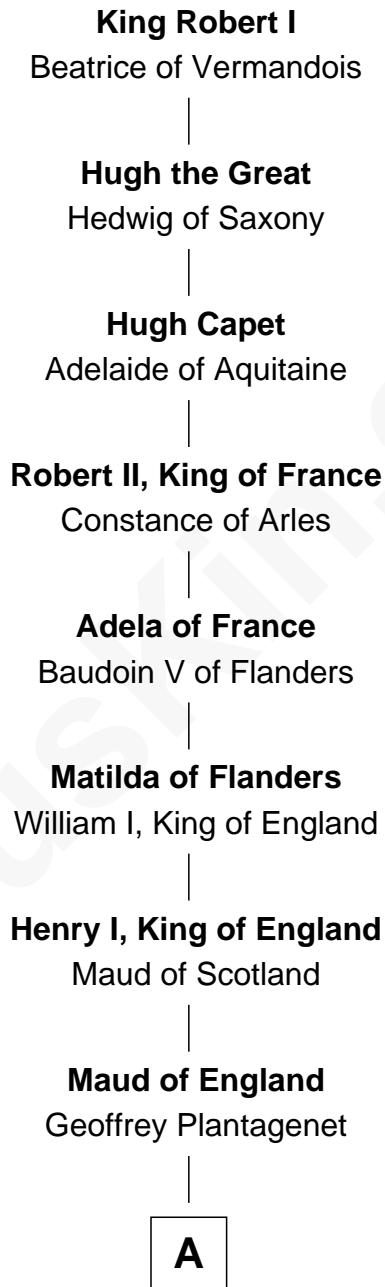 King Robert I
Beatrice of Vermandois
Hugh the Great
Hedwig of Saxony
Hugh Capet
Adelaide of Aquitaine
Robert II, King of France
Constance of Arles
Adela of France
Baudoin V of Flanders
Matilda of Flanders
William I, King of England
Henry I, King of England
Maud of Scotland
Maud of England
Geoffrey Plantagenet
A